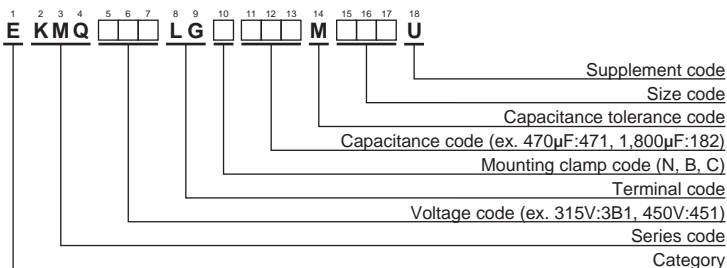 1 2 3 4 5 6 7 8 9 10 11 12 13 14 15 16 17 18
E KMQ □□□ LG □ □□□ M □□□ U
Supplement code
Size code
Capacitance tolerance code
Capacitance code (ex. 470µF:471, 1,800µF:182)
Mounting clamp code (N, B, C)
Terminal code
Voltage code (ex. 315V:3B1, 450V:451)
Series code
Category